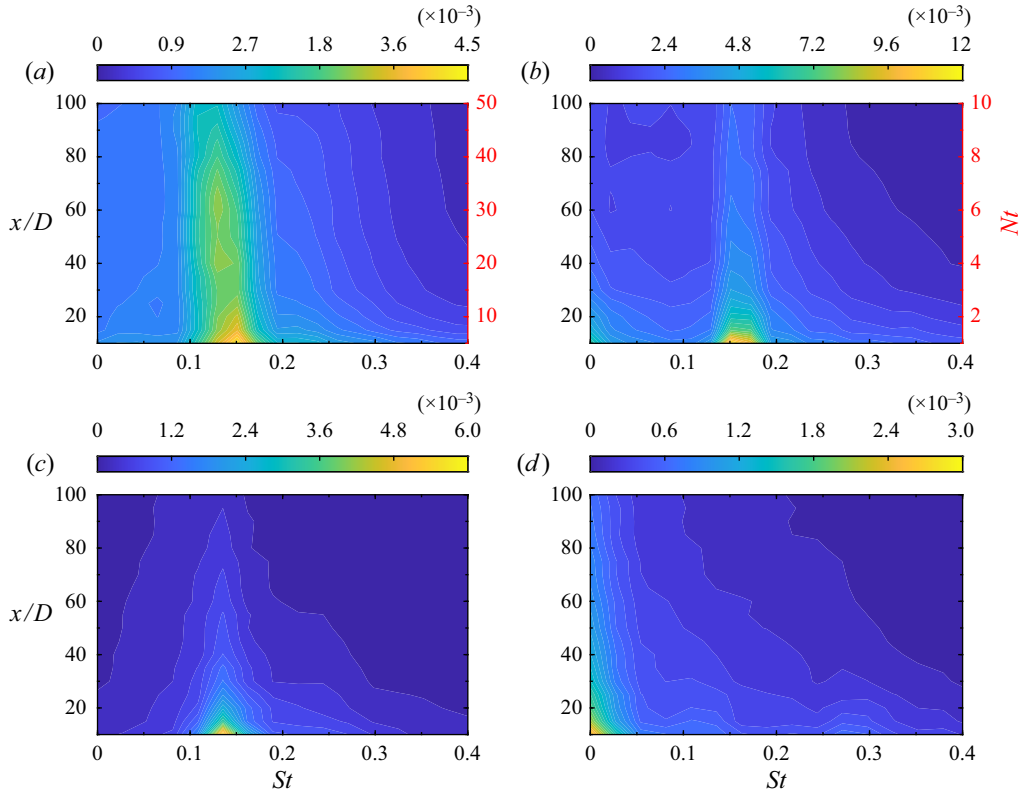 (×10⁻³) (×10⁻³)
0 0.9 2.7 1.8 3.6 4.5 0 2.4 4.8 7.2 9.6 12
(a) (b)
100 50 100 10
80 40 80 8
x/D 60 30 60 6 Nt
40 20 40 4
20 10 20 2
0 0.1 0.2 0.3 0.4 0 0.1 0.2 0.3 0.4
(×10⁻³) (×10⁻³)
0 1.2 2.4 3.6 4.8 6.0 0 0.6 1.2 1.8 2.4 3.0
(c) (d)
100 100
80 80
x/D 60 60
40 40
20 20
0 0.1 0.2 0.3 0.4 0 0.1 0.2 0.3 0.4
St St